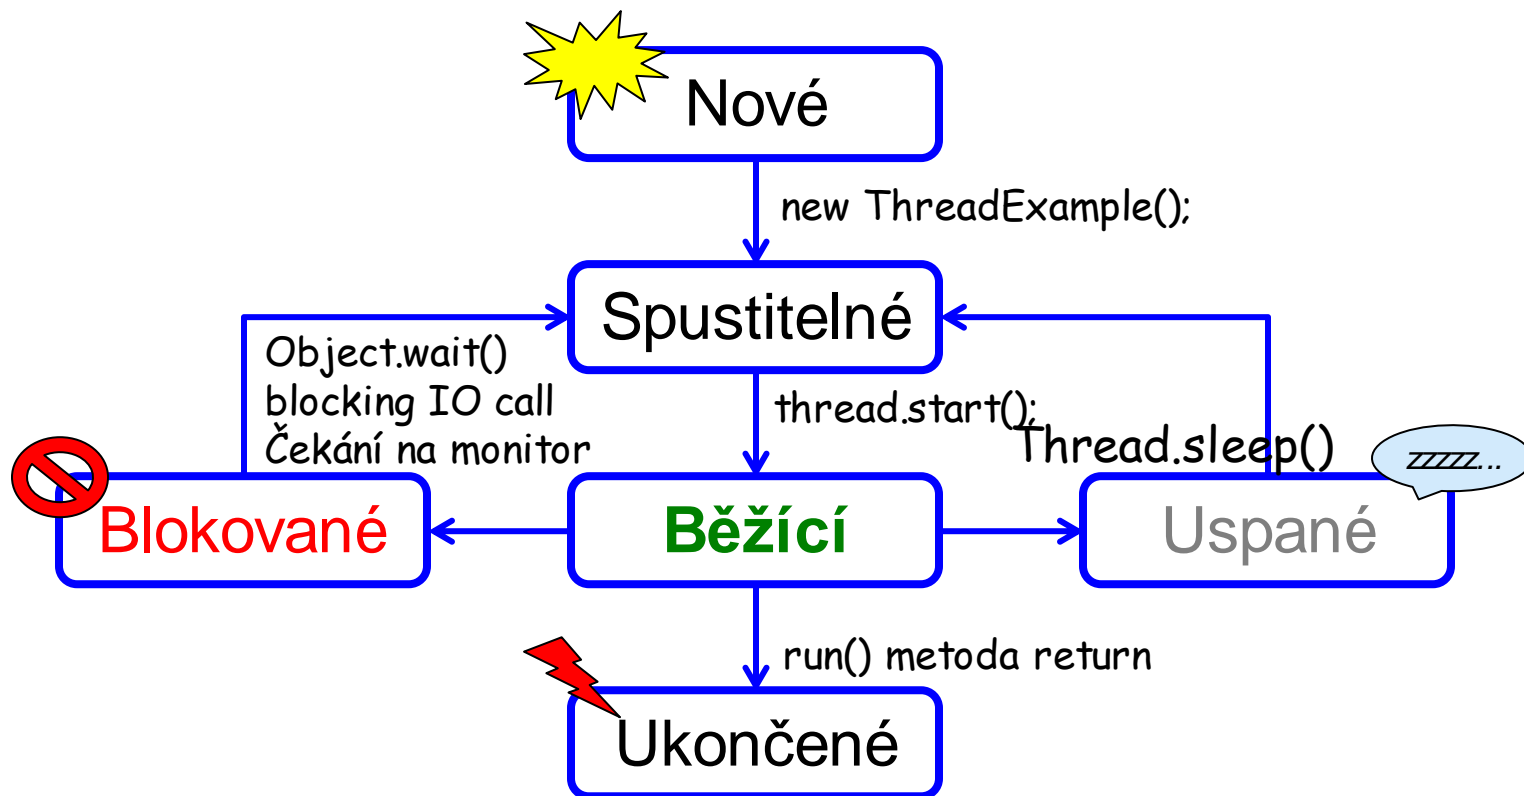 Nové
new ThreadExample();
Spustitelné
Object.wait()
blocking IO call
Čekání na monitor
thread.start();
Thread.sleep()
zzzzz...
Blokované
Běžící
Uspané
run() metoda return
Ukončené